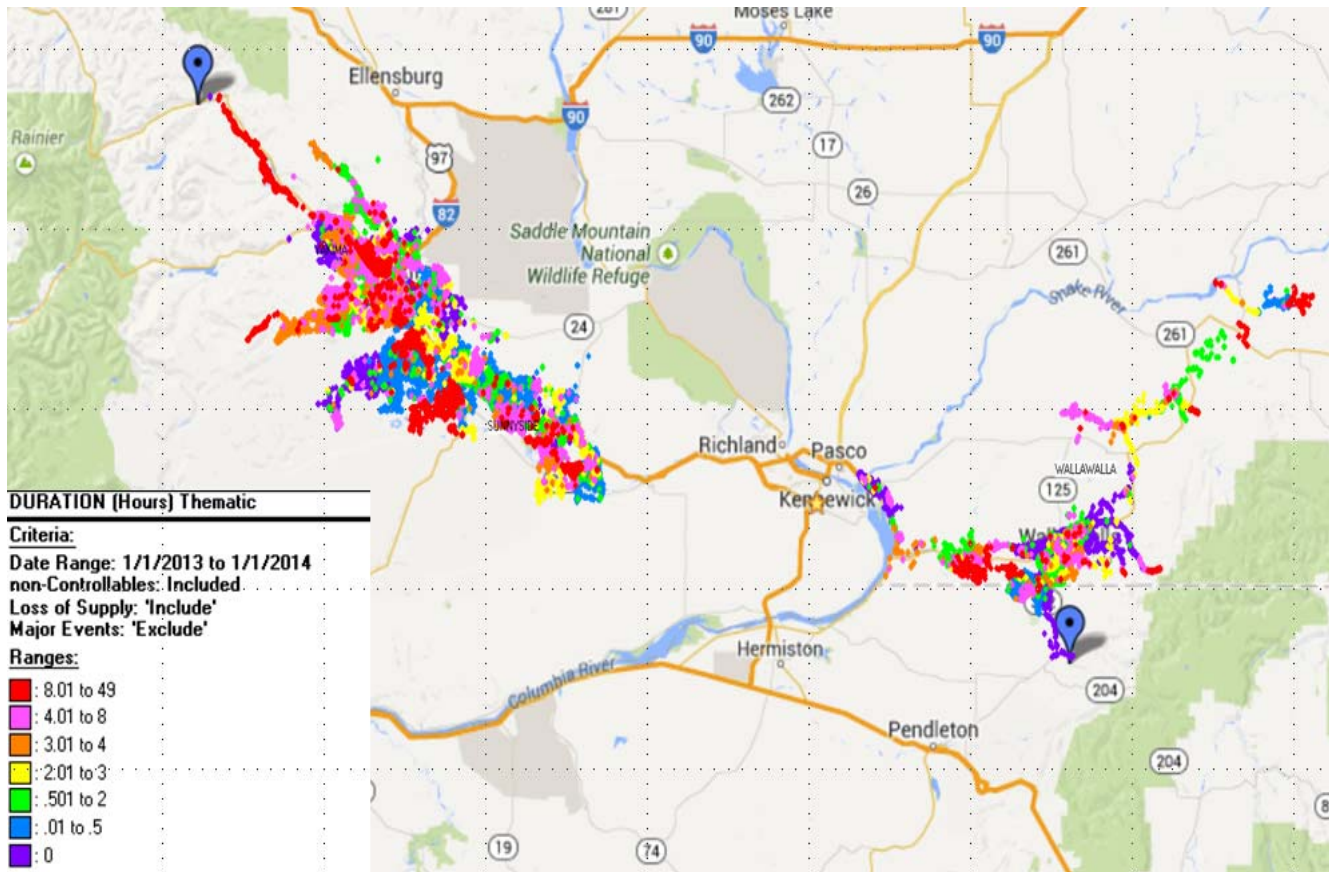 281
Moses Lake
90
90
Ellensburg
262
90
Rainier
17
97
26
82
Saddle Mountain
National
Wildlife Refuge
261
YAKIMA
Snake River
24
261
SUNNYSIDE
Richland
Pasco
WALLAWALLA
Kennewick
125
DURATION (Hours) Thematic
Criteria:
Date Range: 1/1/2013 to 1/1/2014
non-Controllables: Included
Loss of Supply: 'Include'
Major Events: 'Exclude'
Ranges:
: 8.01 to 49
: 4.01 to 8
: 3.01 to 4
: 2.01 to 3
: .501 to 2
: .01 to .5
: 0
Hermiston
Columbia River
204
Pendleton
204
19
74